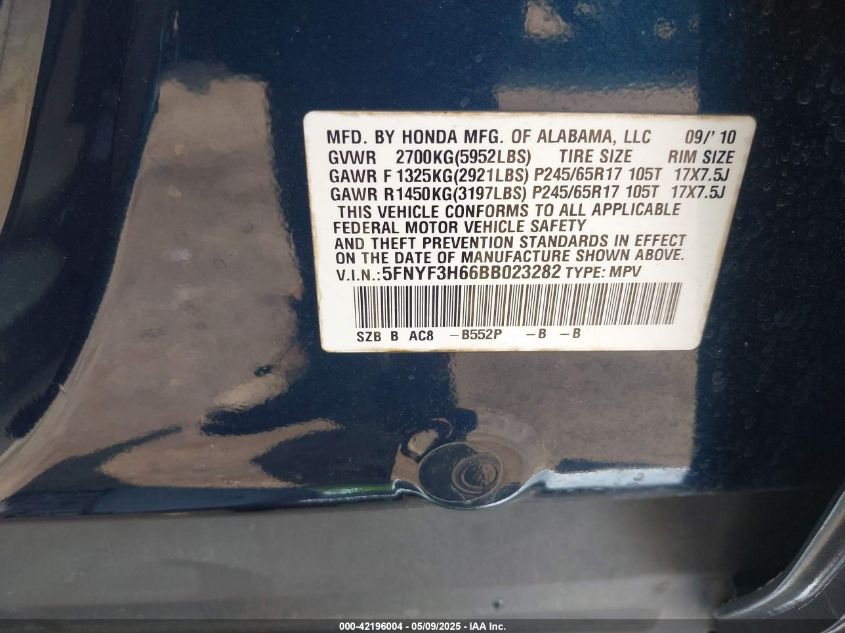 MFD. BY HONDA MFG. OF ALABAMA, LLC 09/'10
GVWR 2700KG(5952LBS) TIRE SIZE RIM SIZE
GAWR F 1325KG(2921LBS) P245/65R17 105T 17X7.5J
GAWR R1450KG(3197LBS) P245/65R17 105T 17X7.5J
THIS VEHICLE CONFORMS TO ALL APPLICABLE
FEDERAL MOTOR VEHICLE SAFETY
AND THEFT PREVENTION STANDARDS IN EFFECT
ON THE DATE OF MANUFACTURE SHOWN ABOVE.
V.I.N.: 5FNYF3H66BB023282 TYPE: MPV
SZB B AC8 -B552P -B -B
000-42196004 - 05/09/2025 - IAA Inc.